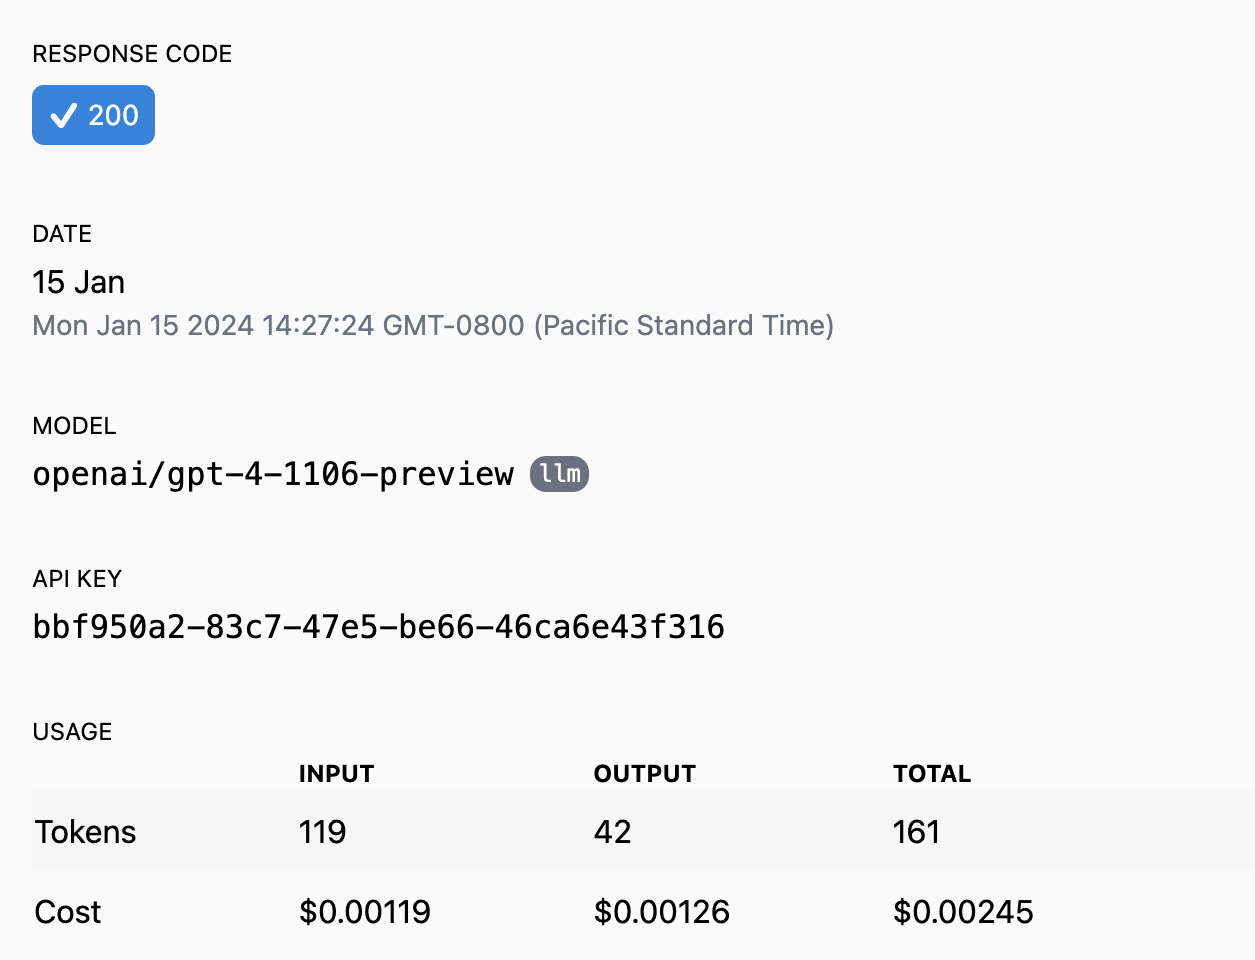 RESPONSE CODE
✓ 200
DATE
15 Jan
Mon Jan 15 2024 14:27:24 GMT-0800 (Pacific Standard Time)
MODEL
openai/gpt-4-1106-preview llm
API KEY
bbf950a2-83c7-47e5-be66-46ca6e43f316
USAGE
INPUT OUTPUT TOTAL
Tokens 119 42 161
Cost $0.00119 $0.00126 $0.00245